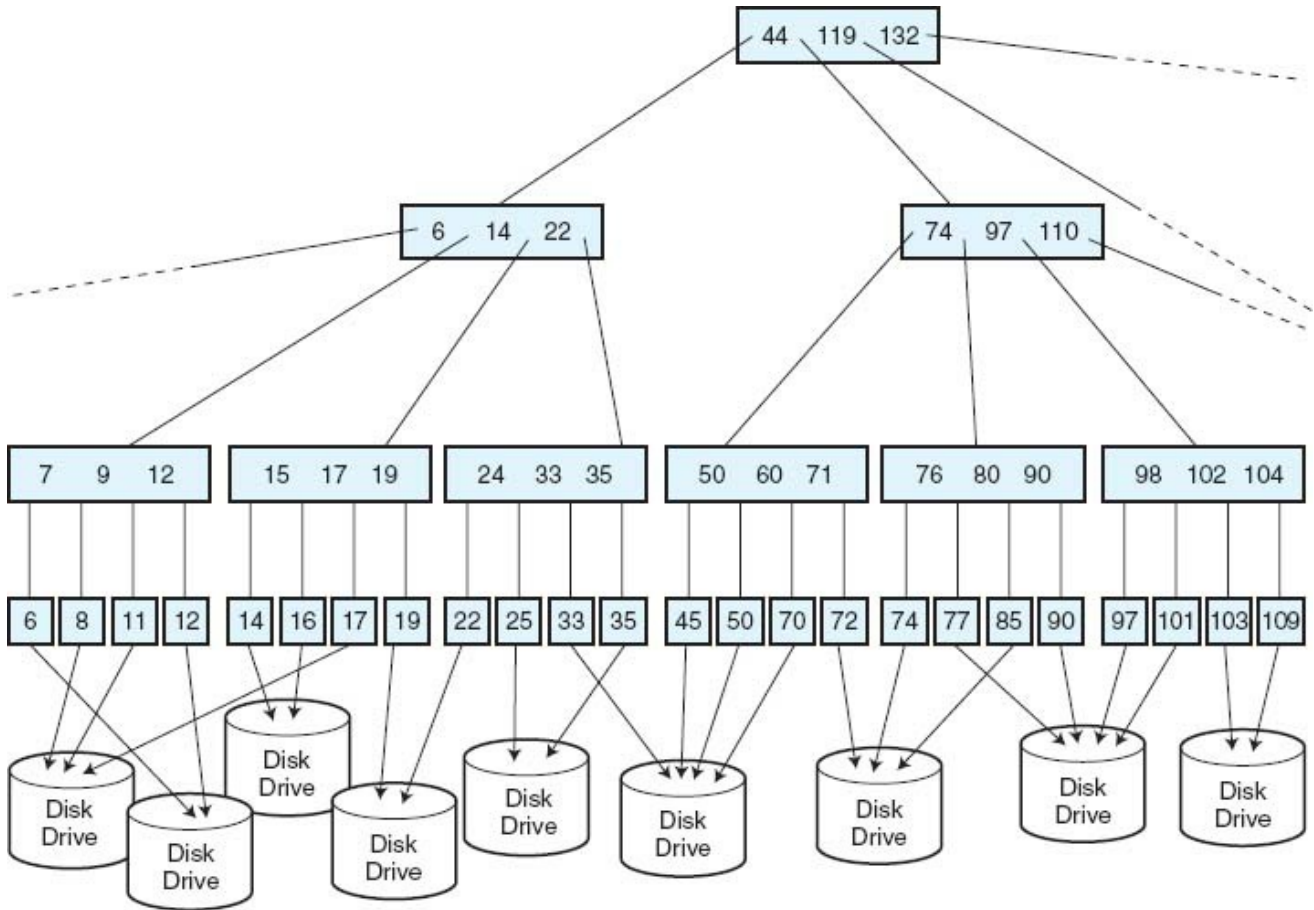 44 119 132
6 14 22
74 97 110
7 9 12
15 17 19
24 33 35
50 60 71
76 80 90
98 102 104
6 8 11 12 14 16 17 19 22 25 33 35 45 50 70 72 74 77 85 90 97 101 103 109
Disk
Drive
Disk
Drive
Disk
Drive
Disk
Drive
Disk
Drive
Disk
Drive
Disk
Drive
Disk
Drive
Disk
Drive